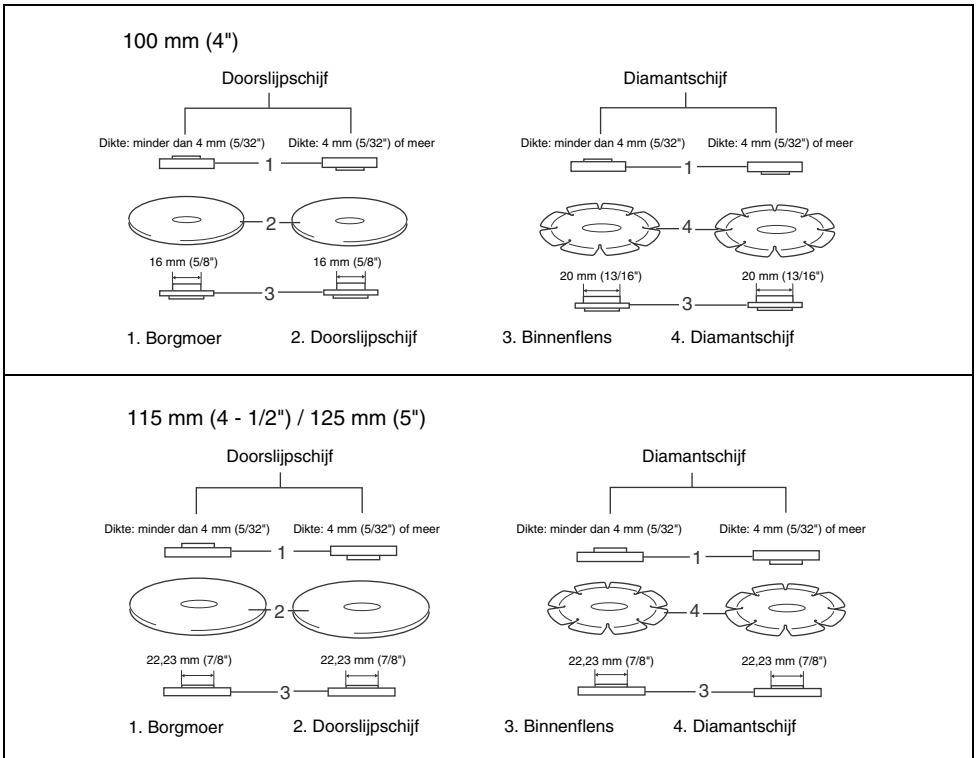 100 mm (4")
Doorslijpschijf Diamantschijf
Dikte: minder dan 4 mm (5/32") Dikte: 4 mm (5/32") of meer Dikte: minder dan 4 mm (5/32") Dikte: 4 mm (5/32") of meer
1 1
2 4
16 mm (5/8") 16 mm (5/8") 20 mm (13/16") 20 mm (13/16")
3 3
1. Borgmoer 2. Doorslijpschijf 3. Binnenflens 4. Diamantschijf
115 mm (4 - 1/2") / 125 mm (5")
Doorslijpschijf Diamantschijf
Dikte: minder dan 4 mm (5/32") Dikte: 4 mm (5/32") of meer Dikte: minder dan 4 mm (5/32") Dikte: 4 mm (5/32") of meer
1 1
2 4
22,23 mm (7/8") 22,23 mm (7/8") 22,23 mm (7/8") 22,23 mm (7/8")
3 3
1. Borgmoer 2. Doorslijpschijf 3. Binnenflens 4. Diamantschijf